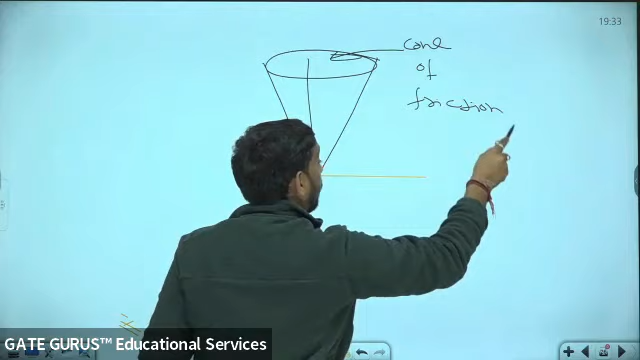 19:33
cone
of
friction
GATE GURUS™ Educational Services